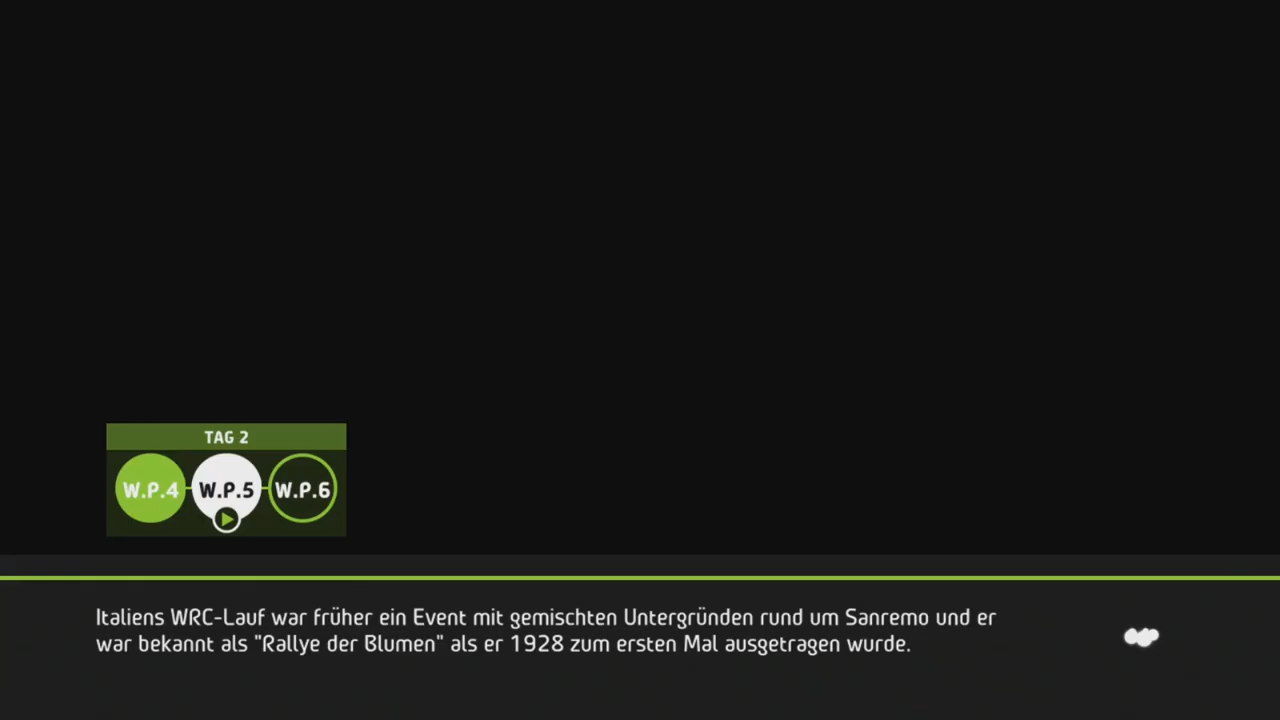 TAG 2
W.P.4 W.P.5 W.P.6
Italiens WRC-Lauf war früher ein Event mit gemischten Untergründen rund um Sanremo und er
war bekannt als "Rallye der Blumen" als er 1928 zum ersten Mal ausgetragen wurde.